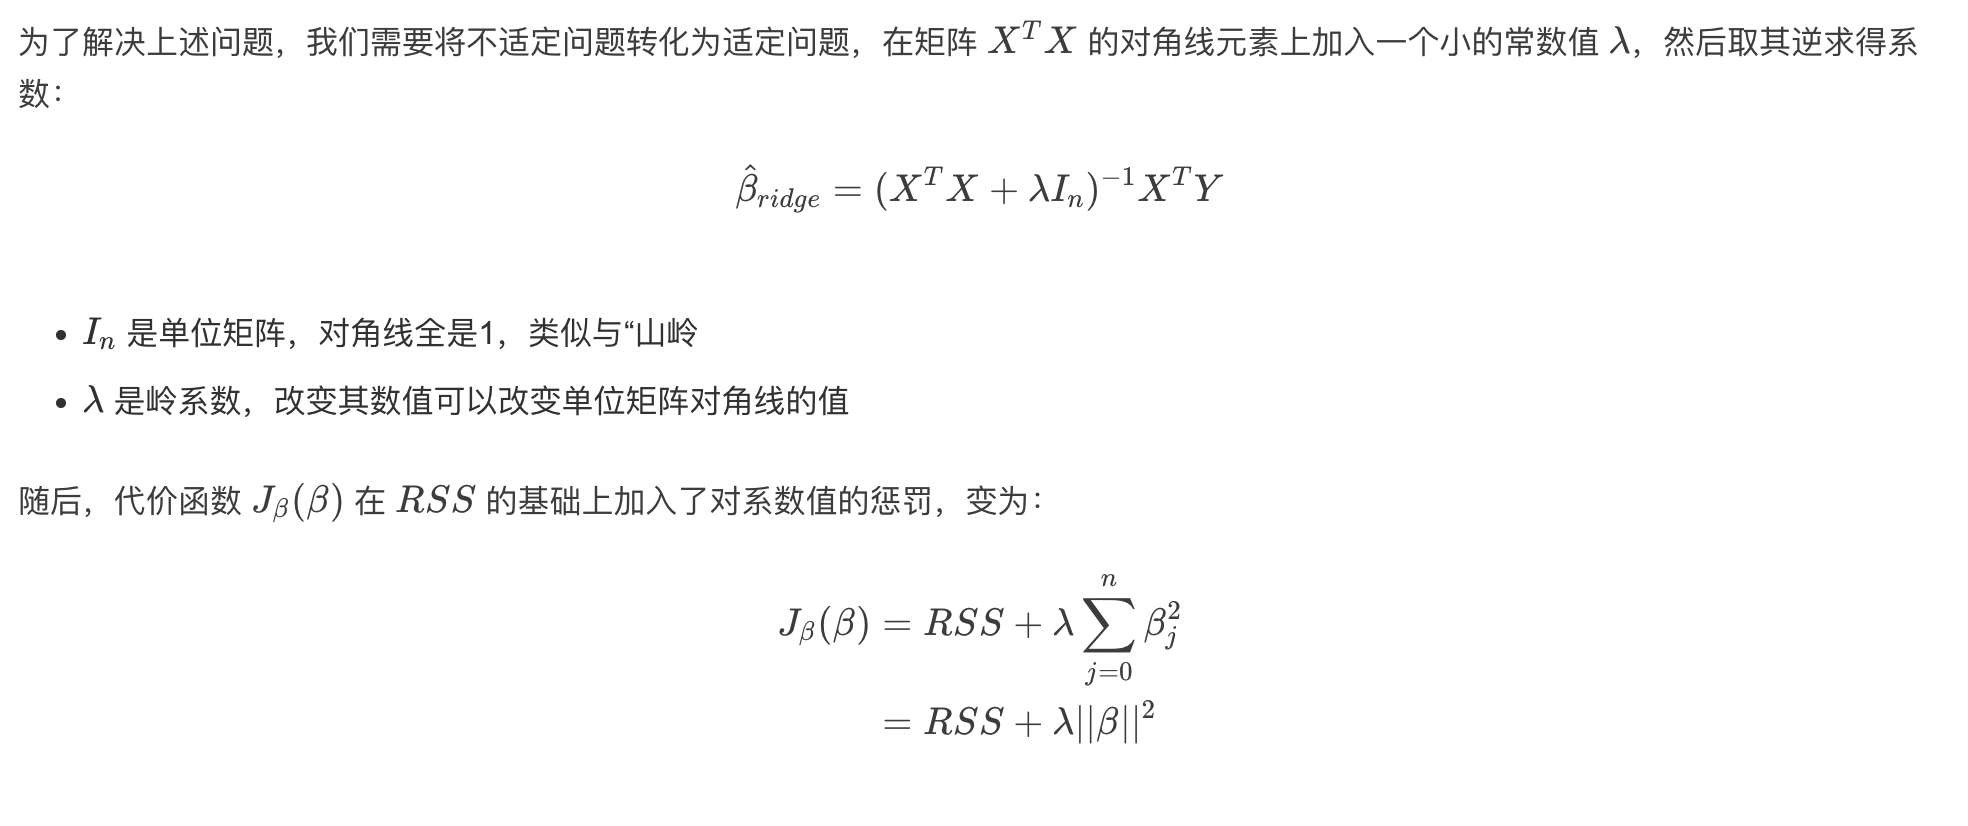 为了解决上述问题，我们需要将不适定问题转化为适定问题，在矩阵 $X^T X$ 的对角线元素上加入一个小的常数值 $\lambda$，然后取其逆求得系
数：
$\hat{\beta}_{ridge} = (X^T X + \lambda I_n)^{-1} X^T Y$
• $I_n$ 是单位矩阵，对角线全是1，类似与“山岭
• $\lambda$ 是岭系数，改变其数值可以改变单位矩阵对角线的值
随后，代价函数 $J_\beta(\beta)$ 在 $RSS$ 的基础上加入了对系数值的惩罚，变为：
$J_\beta(\beta) = RSS + \lambda \sum_{j=0}^{n} \beta_j^2$
$= RSS + \lambda ||\beta||^2$